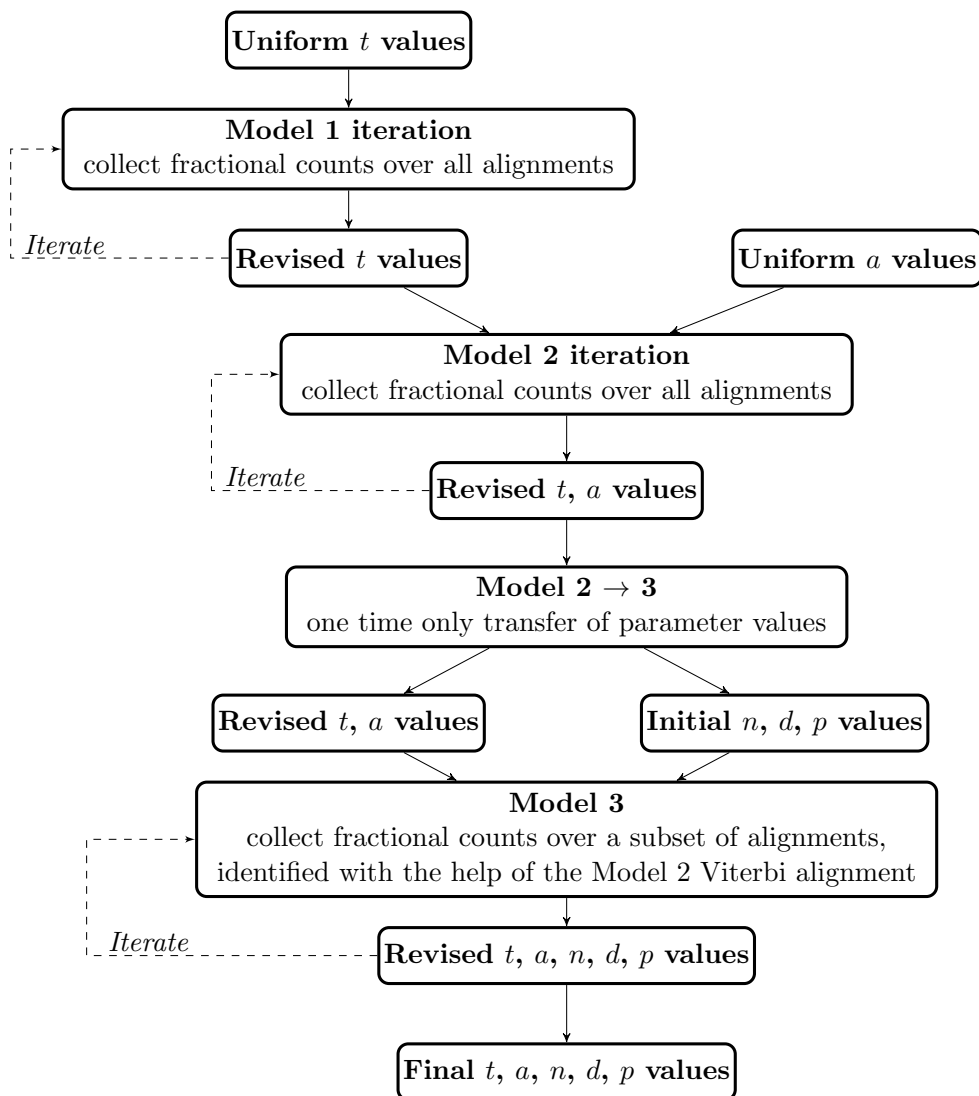 Uniform t values
Model 1 iteration
collect fractional counts over all alignments
Iterate
Revised t values
Uniform a values
Model 2 iteration
collect fractional counts over all alignments
Iterate
Revised t, a values
Model 2 → 3
one time only transfer of parameter values
Revised t, a values
Initial n, d, p values
Model 3
collect fractional counts over a subset of alignments,
identified with the help of the Model 2 Viterbi alignment
Iterate
Revised t, a, n, d, p values
Final t, a, n, d, p values